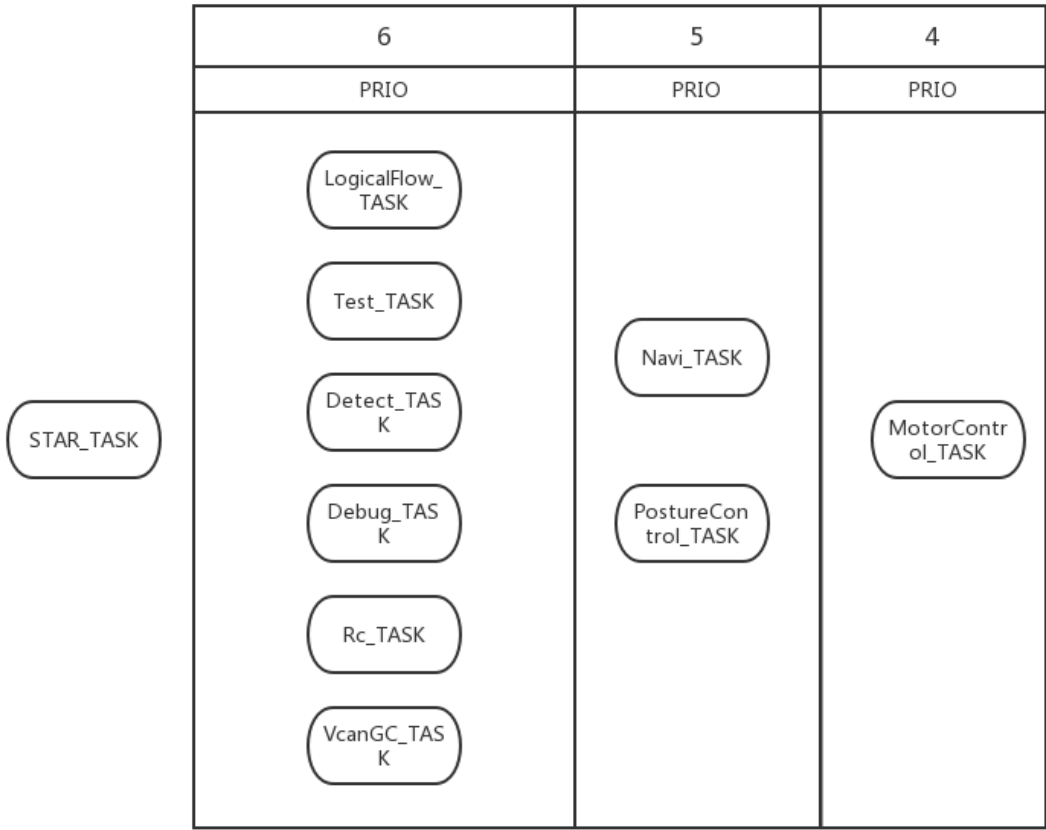 6
5
4
PRIO
PRIO
PRIO
LogicalFlow_
TASK
Test_TASK
Detect_TAS
K
Debug_TAS
K
Rc_TASK
VcanGC_TAS
K
Navi_TASK
PostureCon
trol_TASK
MotorContr
ol_TASK
STAR_TASK